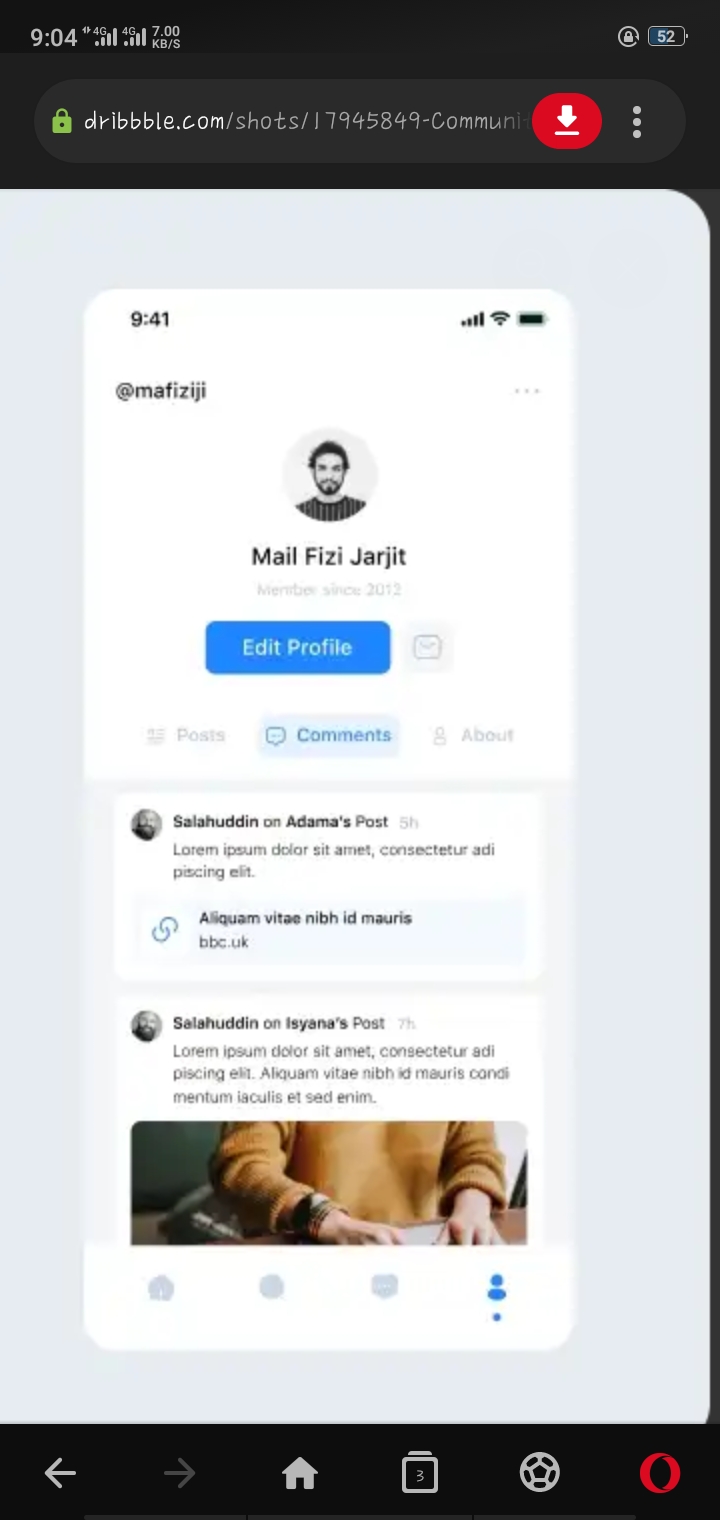 9:04 4G 4G 7.00 KB/S 52
dribbble.com/shots/17945849-Communit
9:41
@mafiziji
Mail Fizi Jarjit
Member since 2012
Edit Profile
Posts Comments About
Salahuddin on Adama's Post 5h
Lorem ipsum dolor sit amet, consectetur adi
piscing elit.
Aliquam vitae nibh id mauris
bbc.uk
Salahuddin on Isyana's Post 7h
Lorem ipsum dolor sit amet, consectetur adi
piscing elit. Aliquam vitae nibh id mauris condi
mentum iaculis et sed enim.
3